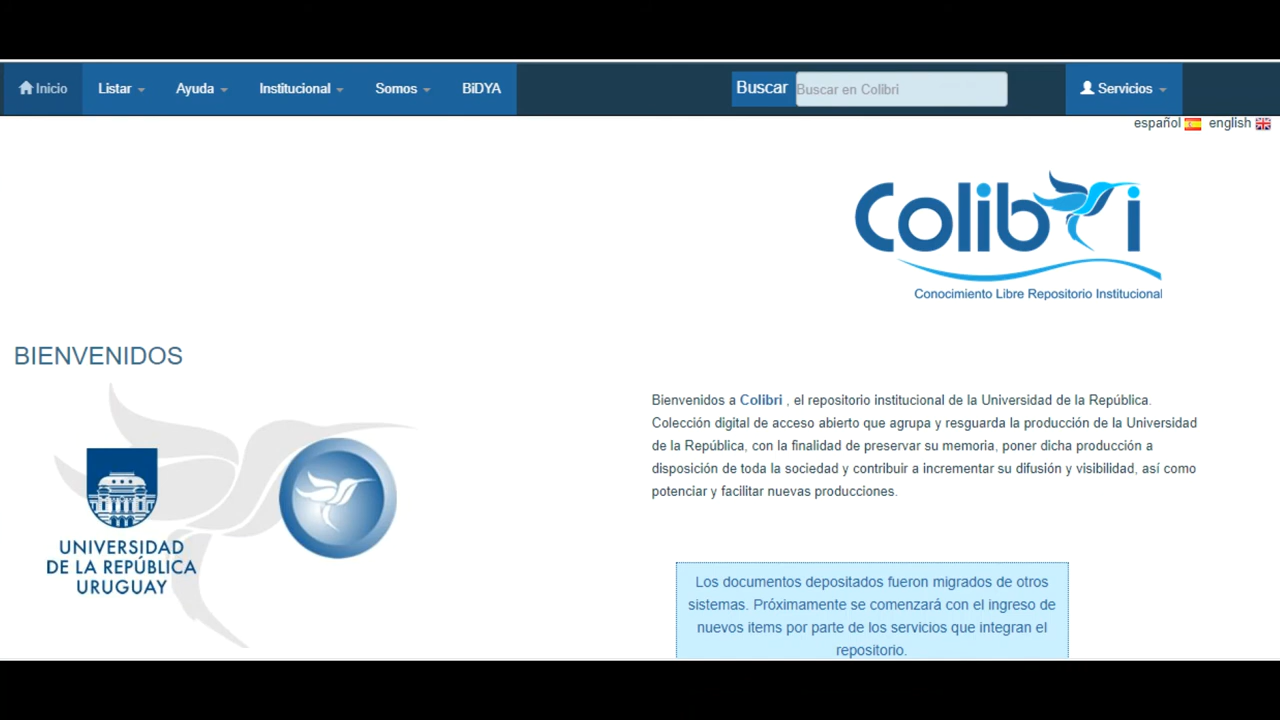 Inicio Listar Ayuda Institucional Somos BiDYA Buscar Buscar en Colibri Servicios
español english
Colibri
Conocimiento Libre Repositorio Institucional
BIENVENIDOS
UNIVERSIDAD
DE LA REPÚBLICA
URUGUAY
Bienvenidos a Colibri , el repositorio institucional de la Universidad de la República.
Colección digital de acceso abierto que agrupa y resguarda la producción de la Universidad
de la República, con la finalidad de preservar su memoria, poner dicha producción a
disposición de toda la sociedad y contribuir a incrementar su difusión y visibilidad, así como
potenciar y facilitar nuevas producciones.
Los documentos depositados fueron migrados de otros
sistemas. Próximamente se comenzará con el ingreso de
nuevos items por parte de los servicios que integran el
repositorio.